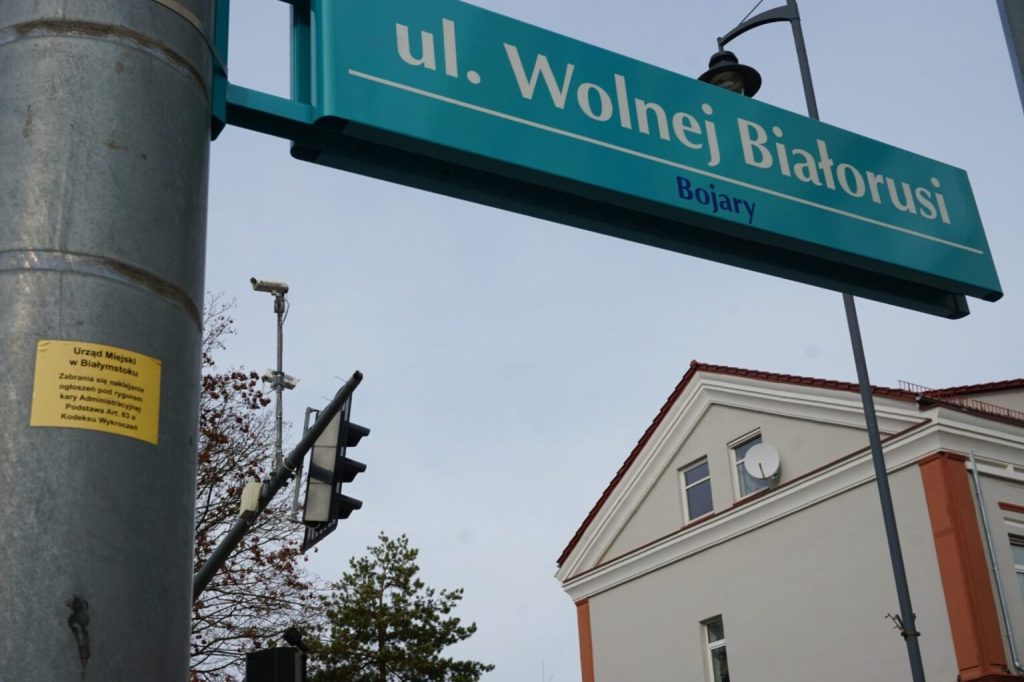 ul. Wolnej Białorusi
Bojary
Urząd Miejski
w Białymstoku
Zabrania się naklejania
ogłoszeń pod rygorem
kary Administracyjnej
Podstawa Art. 63 a
Kodeksu Wykroczeń